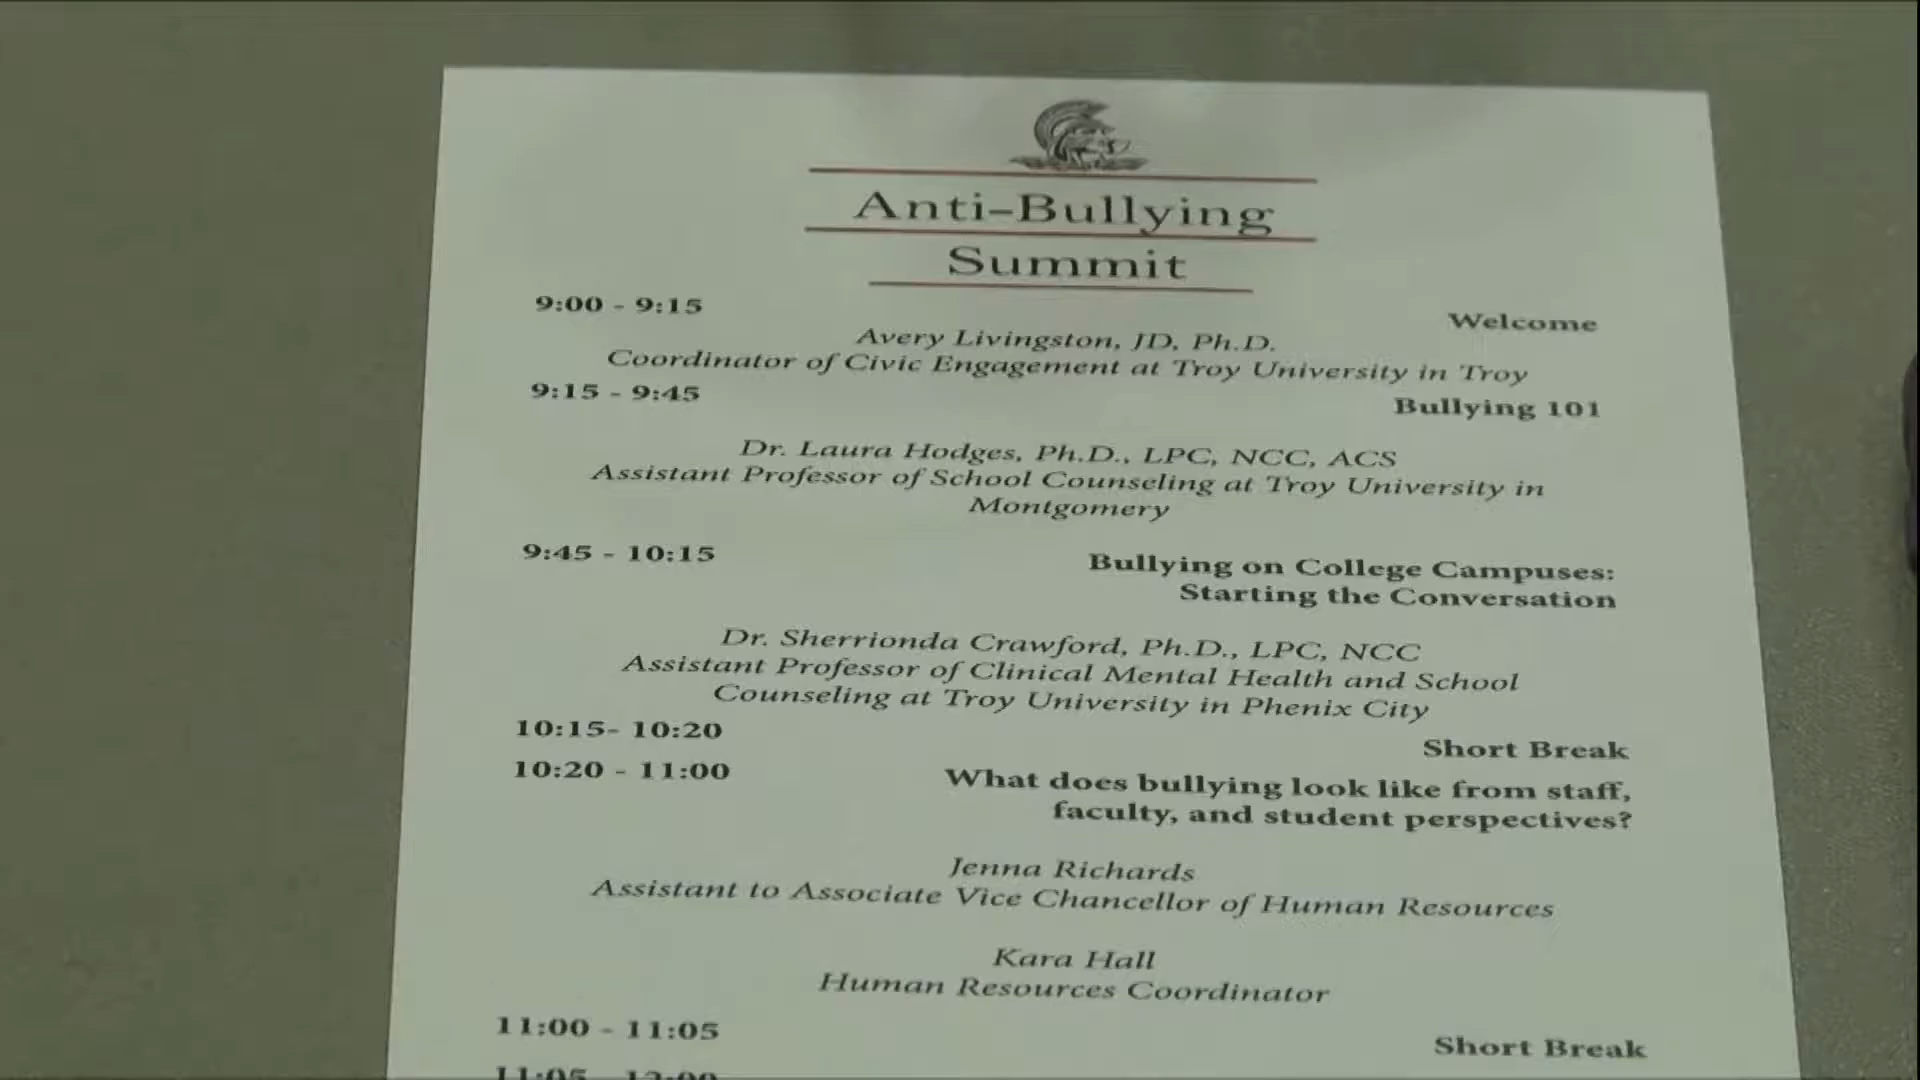 Anti-Bullying
Summit
9:00 - 9:15 Welcome
Avery Livingston, JD, Ph.D.
Coordinator of Civic Engagement at Troy University in Troy
9:15 - 9:45 Bullying 101
Dr. Laura Hodges, Ph.D., LPC, NCC, ACS
Assistant Professor of School Counseling at Troy University in
Montgomery
9:45 - 10:15 Bullying on College Campuses:
Starting the Conversation
Dr. Sherrionda Crawford, Ph.D., LPC, NCC
Assistant Professor of Clinical Mental Health and School
Counseling at Troy University in Phenix City
10:15- 10:20 Short Break
10:20 - 11:00 What does bullying look like from staff,
faculty, and student perspectives?
Jenna Richards
Assistant to Associate Vice Chancellor of Human Resources
Kara Hall
Human Resources Coordinator
11:00 - 11:05 Short Break
11:05 - 12:00